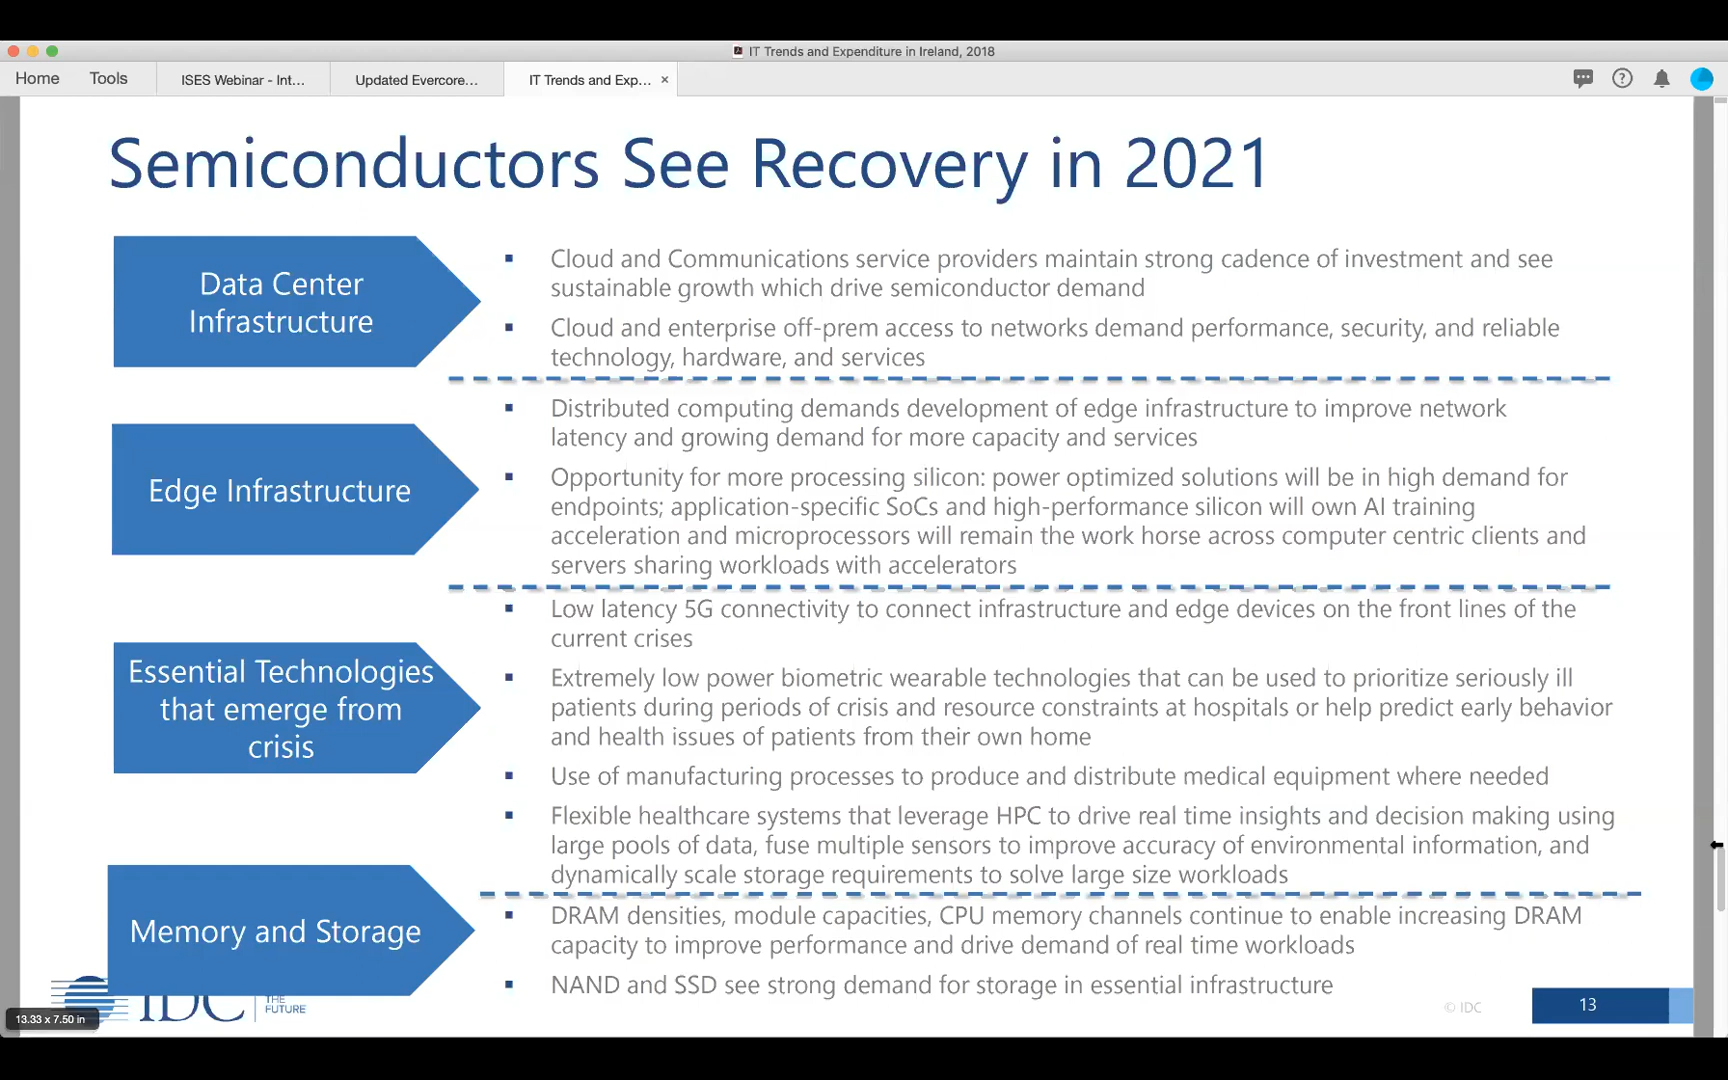 IT Trends and Expenditure in Ireland, 2018
Home
Tools
ISES Webinar - Int...
Updated Evercore...
IT Trends and Exp... ×
Semiconductors See Recovery in 2021
Data Center
Infrastructure
▪ Cloud and Communications service providers maintain strong cadence of investment and see
sustainable growth which drive semiconductor demand
▪ Cloud and enterprise off-prem access to networks demand performance, security, and reliable
technology, hardware, and services
Edge Infrastructure
▪ Distributed computing demands development of edge infrastructure to improve network
latency and growing demand for more capacity and services
▪ Opportunity for more processing silicon: power optimized solutions will be in high demand for
endpoints; application-specific SoCs and high-performance silicon will own AI training
acceleration and microprocessors will remain the work horse across computer centric clients and
servers sharing workloads with accelerators
Essential Technologies
that emerge from
crisis
▪ Low latency 5G connectivity to connect infrastructure and edge devices on the front lines of the
current crises
▪ Extremely low power biometric wearable technologies that can be used to prioritize seriously ill
patients during periods of crisis and resource constraints at hospitals or help predict early behavior
and health issues of patients from their own home
▪ Use of manufacturing processes to produce and distribute medical equipment where needed
▪ Flexible healthcare systems that leverage HPC to drive real time insights and decision making using
large pools of data, fuse multiple sensors to improve accuracy of environmental information, and
dynamically scale storage requirements to solve large size workloads
Memory and Storage
▪ DRAM densities, module capacities, CPU memory channels continue to enable increasing DRAM
capacity to improve performance and drive demand of real time workloads
▪ NAND and SSD see strong demand for storage in essential infrastructure
IDC
THE
FUTURE
13.33 x 7.50 in
© IDC
13